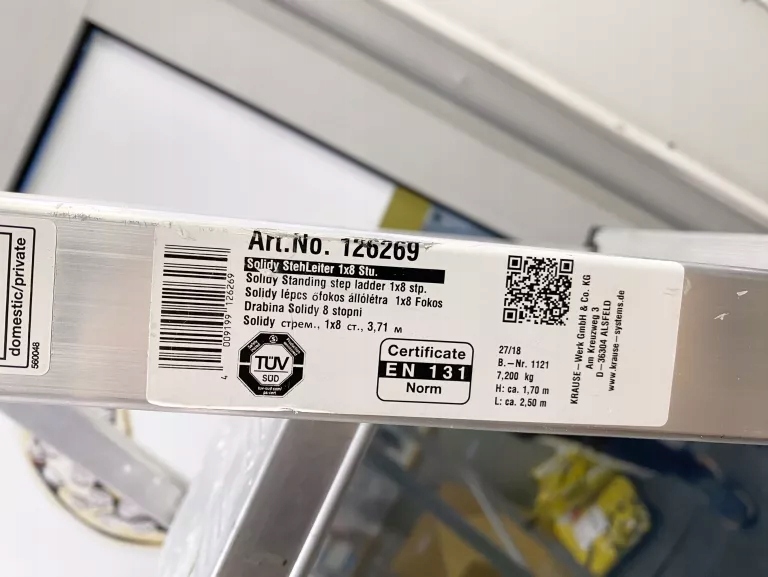 domestic/private
560048
4 009199 126269
Art.No. 126269
Solidy StehLeiter 1x8 Stu.
Solidy Standing step ladder 1x8 stp.
Solidy lépcs őfokos állólétra 1x8 Fokos
Drabina Solidy 8 stopni
Solidy стрем., 1x8 ст., 3,71 м
TÜV
SÜD
Certificate
EN 131
Norm
27/18
B.-Nr. 1121
7,200 kg
H: ca. 1,70 m
L: ca. 2,50 m
KRAUSE-Werk GmbH & Co. KG
Am Kreuzweg 3
D-36304 ALSFELD
www.krause-systems.de